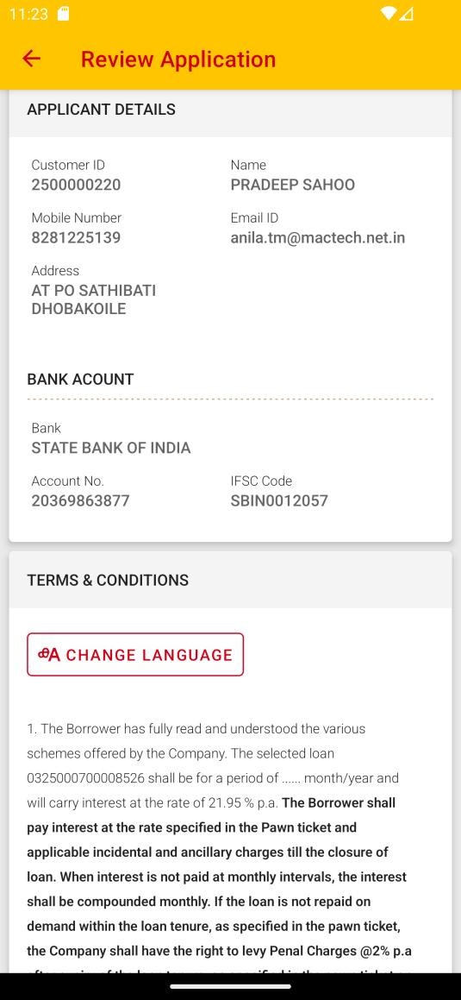 11:23
Review Application
APPLICANT DETAILS
Customer ID
2500000220
Name
PRADEEP SAHOO
Mobile Number
8281225139
Email ID
anila.tm@mactech.net.in
Address
AT PO SATHIBATI
DHOBAKOILE
BANK ACOUNT
Bank
STATE BANK OF INDIA
Account No.
20369863877
IFSC Code
SBIN0012057
TERMS & CONDITIONS
CHANGE LANGUAGE
1. The Borrower has fully read and understood the various
schemes offered by the Company. The selected loan
0325000700008526 shall be for a period of ...... month/year and
will carry interest at the rate of 21.95 % p.a. The Borrower shall
pay interest at the rate specified in the Pawn ticket and
applicable incidental and ancillary charges till the closure of
loan. When interest is not paid at monthly intervals, the interest
shall be compounded monthly. If the loan is not repaid on
demand within the loan tenure, as specified in the pawn ticket,
the Company shall have the right to levy Penal Charges @2% p.a